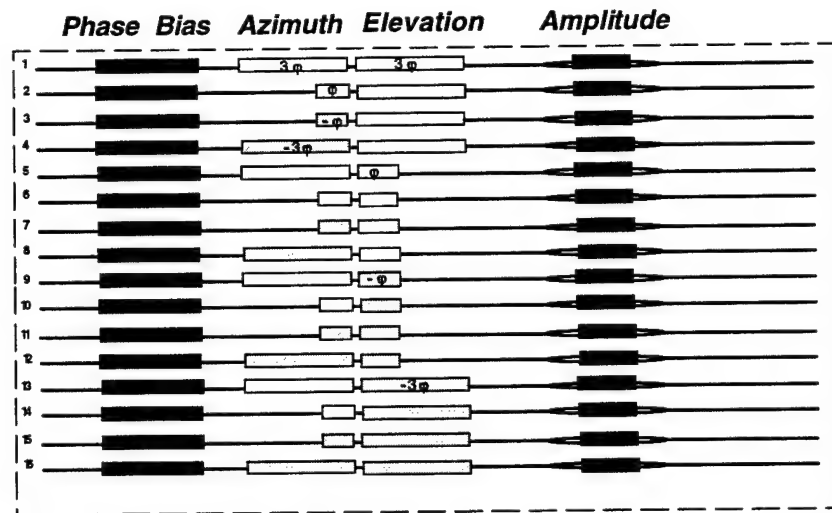 Phase Bias Azimuth Elevation Amplitude
1 3φ 3φ
2 φ
3 -φ
4 -3φ
5 φ
6
7
8
9 -φ
10
11
12
13 -3φ
14
15
16